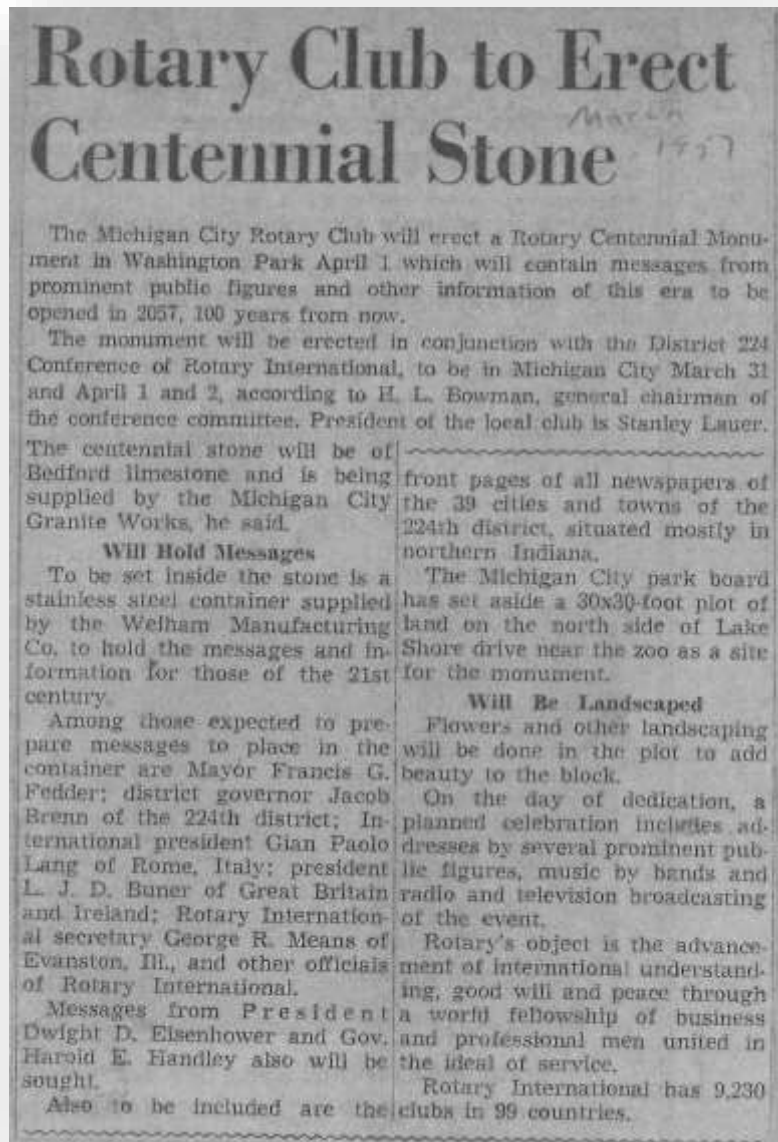 Rotary Club to Erect
Centennial Stone
March
1957
The Michigan City Rotary Club will erect a Rotary Centennial Monu-
ment in Washington Park April 1 which will contain messages from
prominent public figures and other information of this era to be
opened in 2057, 100 years from now.
The monument will be erected in conjunction with the District 224
Conference of Rotary International, to be in Michigan City March 31
and April 1 and 2, according to H. L. Bowman, general chairman of
the conference committee. President of the local club is Stanley Lauer.
The centennial stone will be of
Bedford limestone and is being
supplied by the Michigan City
Granite Works, he said.
Will Hold Messages
To be set inside the stone is a
stainless steel container supplied
by the Welham Manufacturing
Co. to hold the messages and in-
formation for those of the 21st
century.
Among those expected to pre-
pare messages to place in the
container are Mayor Francis G.
Fedder; district governor Jacob
Brenn of the 224th district; In-
ternational president Gian Paolo
Lang of Rome, Italy; president
L. J. D. Buner of Great Britain
and Ireland; Rotary Internation-
al secretary George R. Means of
Evanston, Ill., and other officials
of Rotary International.
Messages from President
Dwight D. Eisenhower and Gov.
Harold E. Handley also will be
sought.
Also to be included are the
front pages of all newspapers of
the 39 cities and towns of the
224th district, situated mostly in
northern Indiana.
The Michigan City park board
has set aside a 30x30-foot plot of
land on the north side of Lake
Shore drive near the zoo as a site
for the monument.
Will Be Landscaped
Flowers and other landscaping
will be done in the plot to add
beauty to the block.
On the day of dedication, a
planned celebration includes ad-
dresses by several prominent pub-
lic figures, music by bands and
radio and television broadcasting
of the event.
Rotary's object is the advance-
ment of international understand-
ing, good will and peace through
a world fellowship of business
and professional men united in
the ideal of service.
Rotary International has 9,230
clubs in 99 countries.